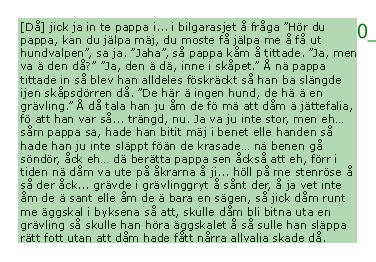 [Då] jick ja in te pappa i... i bilgarasjet å fråga ”Hör du
pappa, kan du jälpa mäj, du moste få jälpa me å få ut
hundvalpen”, sa ja. ”Jaha”, så pappa kåm å tittade. ”Ja, men
va ä den då?” ”Ja, den ä dä, inne i skåpet.” Å nä pappa
tittade in så blev han alldeles föskräckt så han ba slängde
ijen skåpsdörren då. ”De här ä ingen hund, de hä ä en
grävling.” Å då tala han ju åm de fö mä att dåm ä jättefalia,
fö att han var så... trängd, nu. Ja va ju inte stor, men eh...
såm pappa sa, hade han bitit mäj i benet elle handen så
hade han ju inte släppt föän de krasade... nä benen gå
söndör, åck eh... dä berätta pappa sen åckså att eh, förr i
tiden nä dåm va ute på åkrarna å ji... höll på me stenröse å
så der åck... grävde i grävlinggryt å sånt der, å ja vet inte
åm de ä sant elle åm de ä bara en sägen, så jick dåm runt
me äggskal i byksena så att, skulle dåm bli bitna uta en
grävling så skulle han höra äggskalet å så sulle han släppa
rätt fott utan att dåm hade fått nårra allvalia skade då.
0_